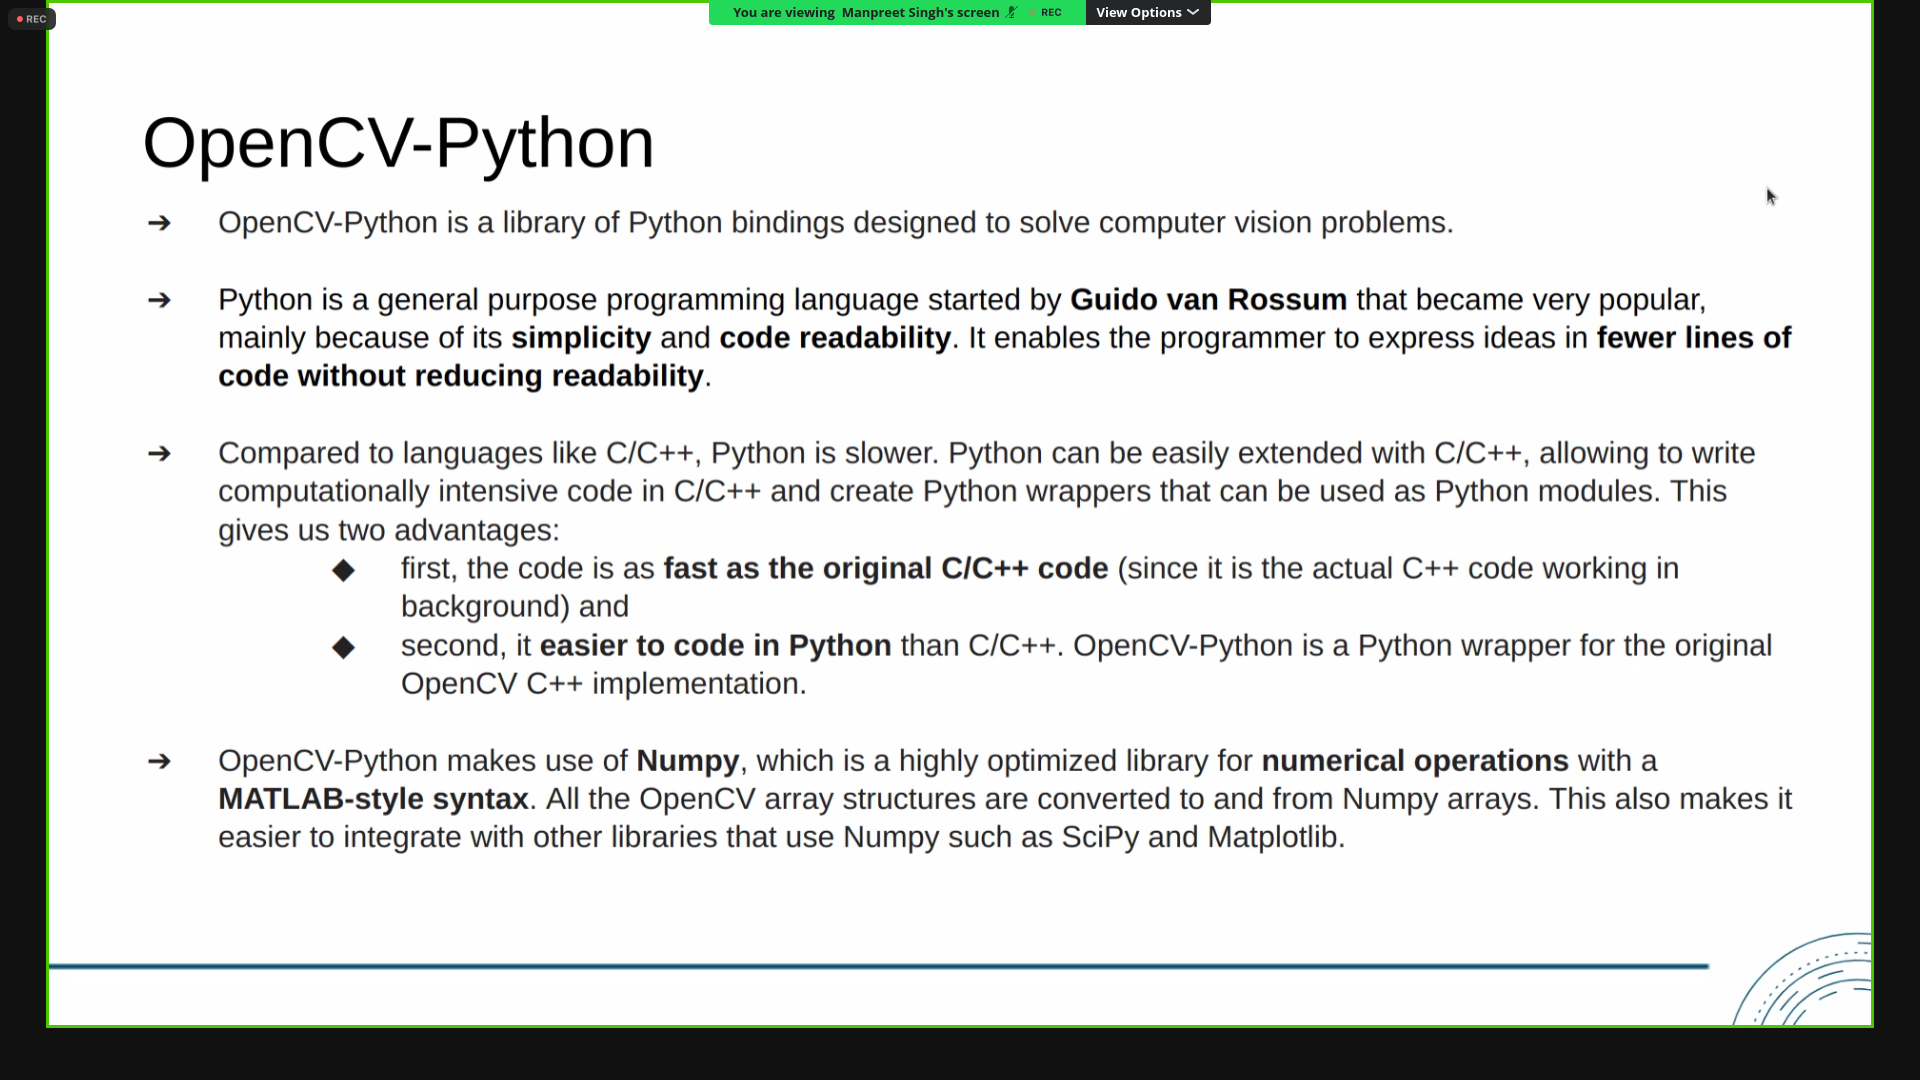 REC
You are viewing Manpreet Singh's screen REC View Options
OpenCV-Python
➔ OpenCV-Python is a library of Python bindings designed to solve computer vision problems.
➔ Python is a general purpose programming language started by Guido van Rossum that became very popular,
mainly because of its simplicity and code readability. It enables the programmer to express ideas in fewer lines of
code without reducing readability.
➔ Compared to languages like C/C++, Python is slower. Python can be easily extended with C/C++, allowing to write
computationally intensive code in C/C++ and create Python wrappers that can be used as Python modules. This
gives us two advantages:
◆ first, the code is as fast as the original C/C++ code (since it is the actual C++ code working in
background) and
◆ second, it easier to code in Python than C/C++. OpenCV-Python is a Python wrapper for the original
OpenCV C++ implementation.
➔ OpenCV-Python makes use of Numpy, which is a highly optimized library for numerical operations with a
MATLAB-style syntax. All the OpenCV array structures are converted to and from Numpy arrays. This also makes it
easier to integrate with other libraries that use Numpy such as SciPy and Matplotlib.